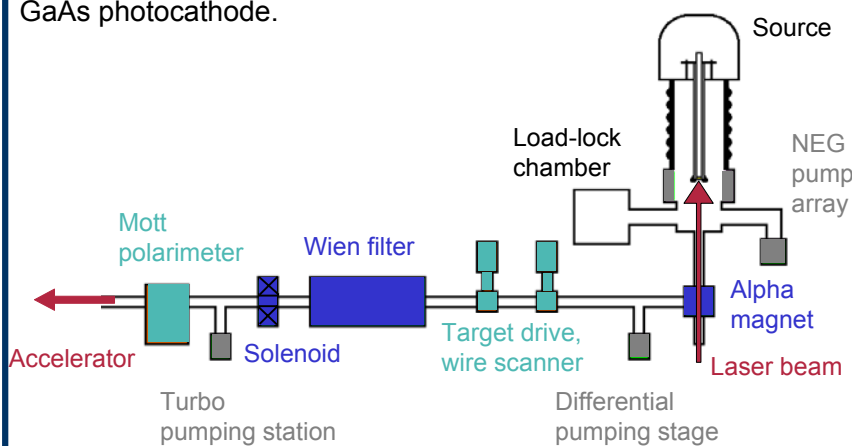 GaAs photocathode.
Source
Load-lock
chamber
NEG
pump
array
Mott
polarimeter
Wien filter
Alpha
magnet
Target drive,
wire scanner
Solenoid
Accelerator
Laser beam
Turbo
pumping station
Differential
pumping stage